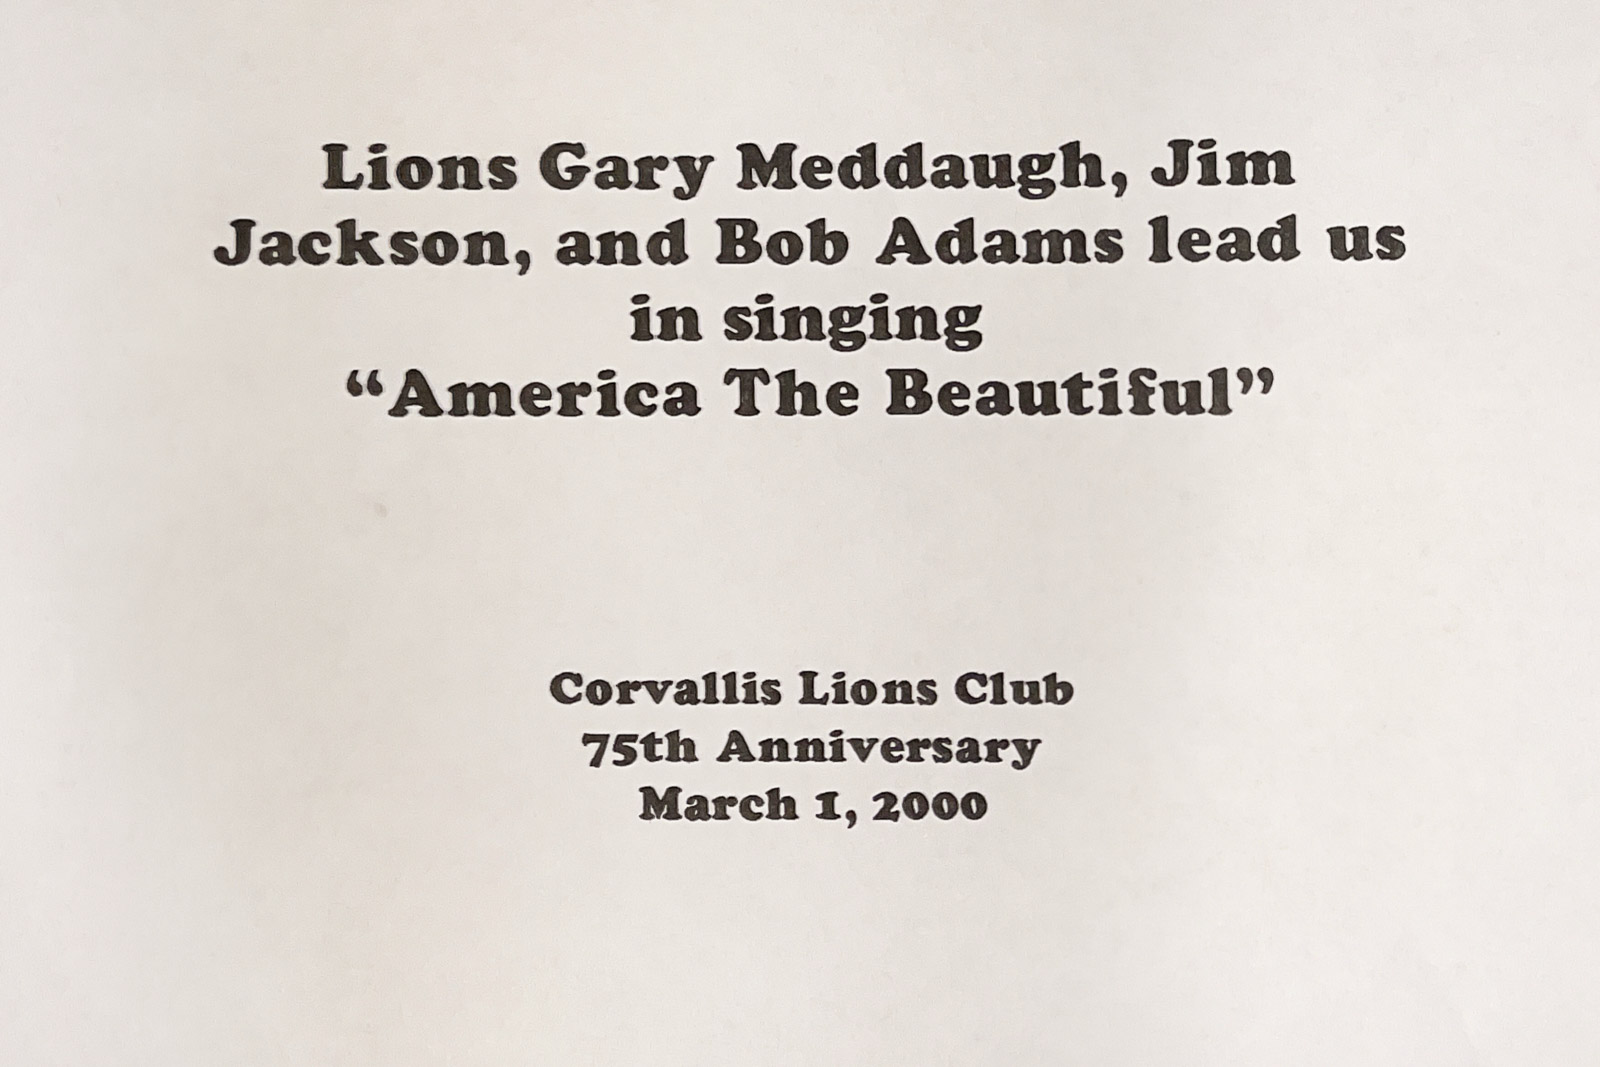 Lions Gary Meddaugh, Jim
Jackson, and Bob Adams lead us
in singing
“America The Beautiful”
Corvallis Lions Club
75th Anniversary
March 1, 2000